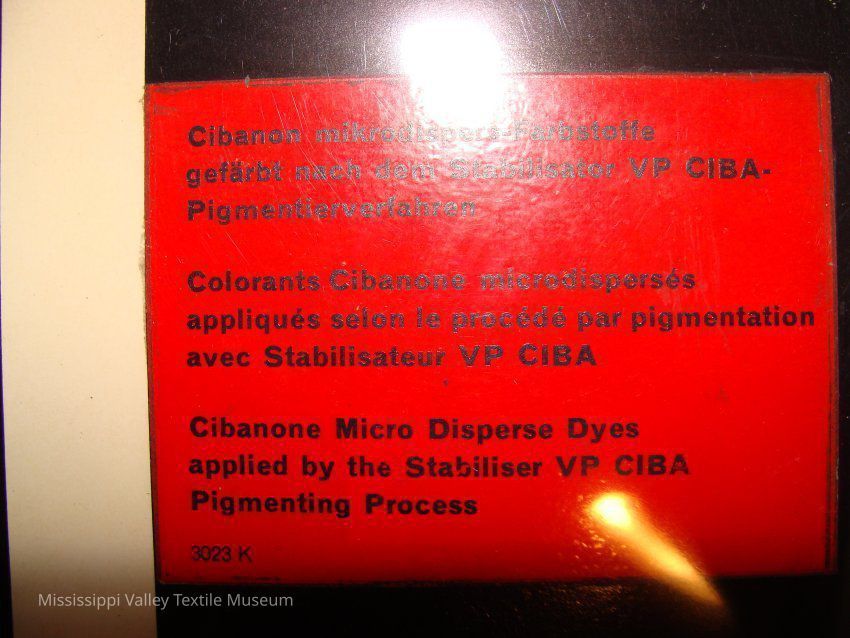 Cibanon mikrodispers-Farbstoffe
gefärbt nach dem Stabilisator VP CIBA-
Pigmentierverfahren
Colorants Cibanone microdispersés
appliqués selon le procédé par pigmentation
avec Stabilisateur VP CIBA
Cibanone Micro Disperse Dyes
applied by the Stabiliser VP CIBA
Pigmenting Process
3023 K
Mississippi Valley Textile Museum